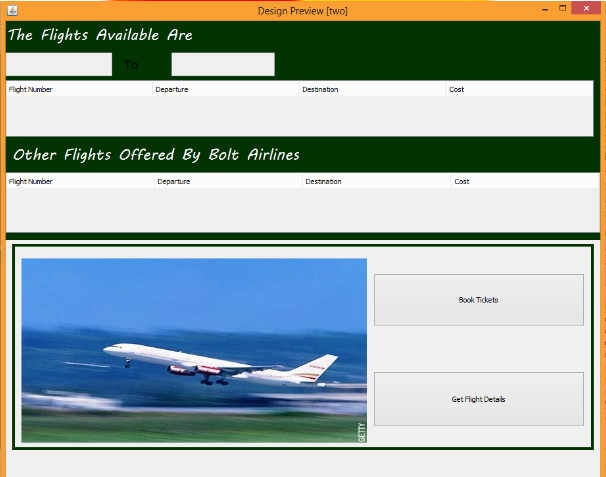 Design Preview [two]
The Flights Available Are
To
Flight Number Departure Destination Cost
Other Flights Offered By Bolt Airlines
Flight Number Departure Destination Cost
Book Tickets
Get Flight Details
GETTY